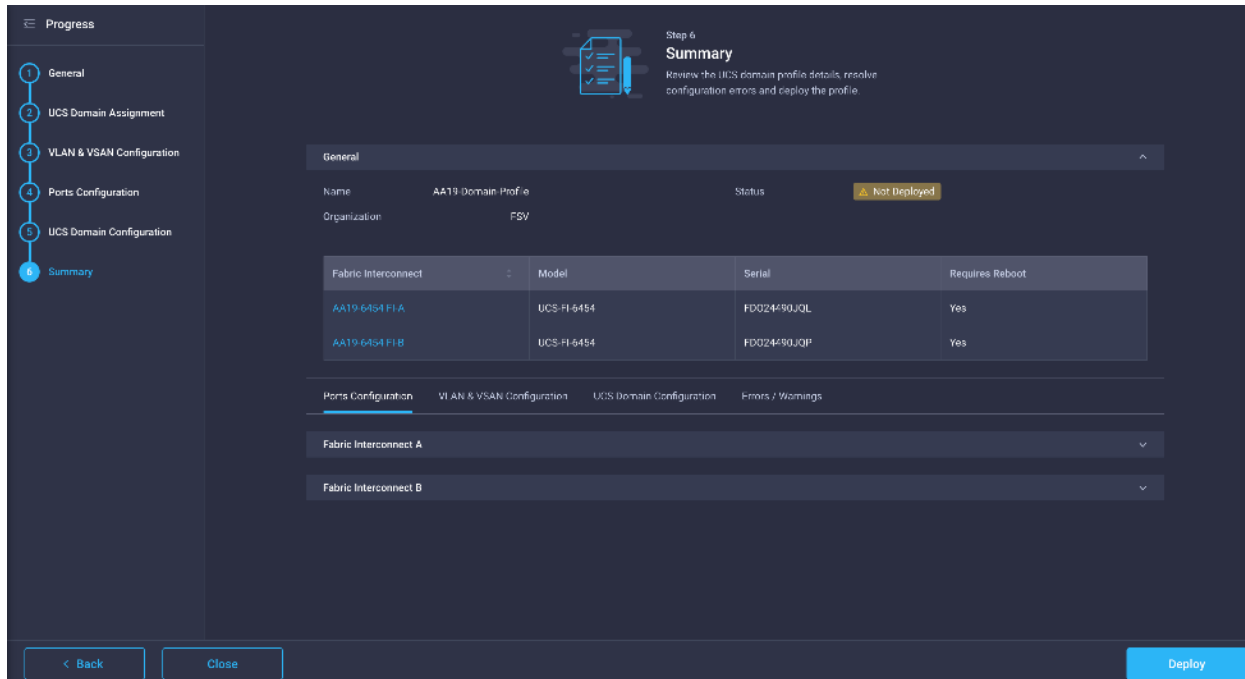 Progress
1 General
2 UCS Domain Assignment
3 VLAN & VSAN Configuration
4 Ports Configuration
5 UCS Domain Configuration
6 Summary
Step 6
Summary
Review the UCS domain profile details, resolve
configuration errors and deploy the profile.
General
Name AA19-Domain-Profile Status Not Deployed
Organization FSV
Fabric Interconnect Model Serial Requires Reboot
AA19-6454 FI-A UCS-FI-6454 FDO24490JQL Yes
AA19-6454 FI-B UCS-FI-6454 FDO24490JQP Yes
Ports Configuration VLAN & VSAN Configuration UCS Domain Configuration Errors / Warnings
Fabric Interconnect A
Fabric Interconnect B
< Back Close Deploy